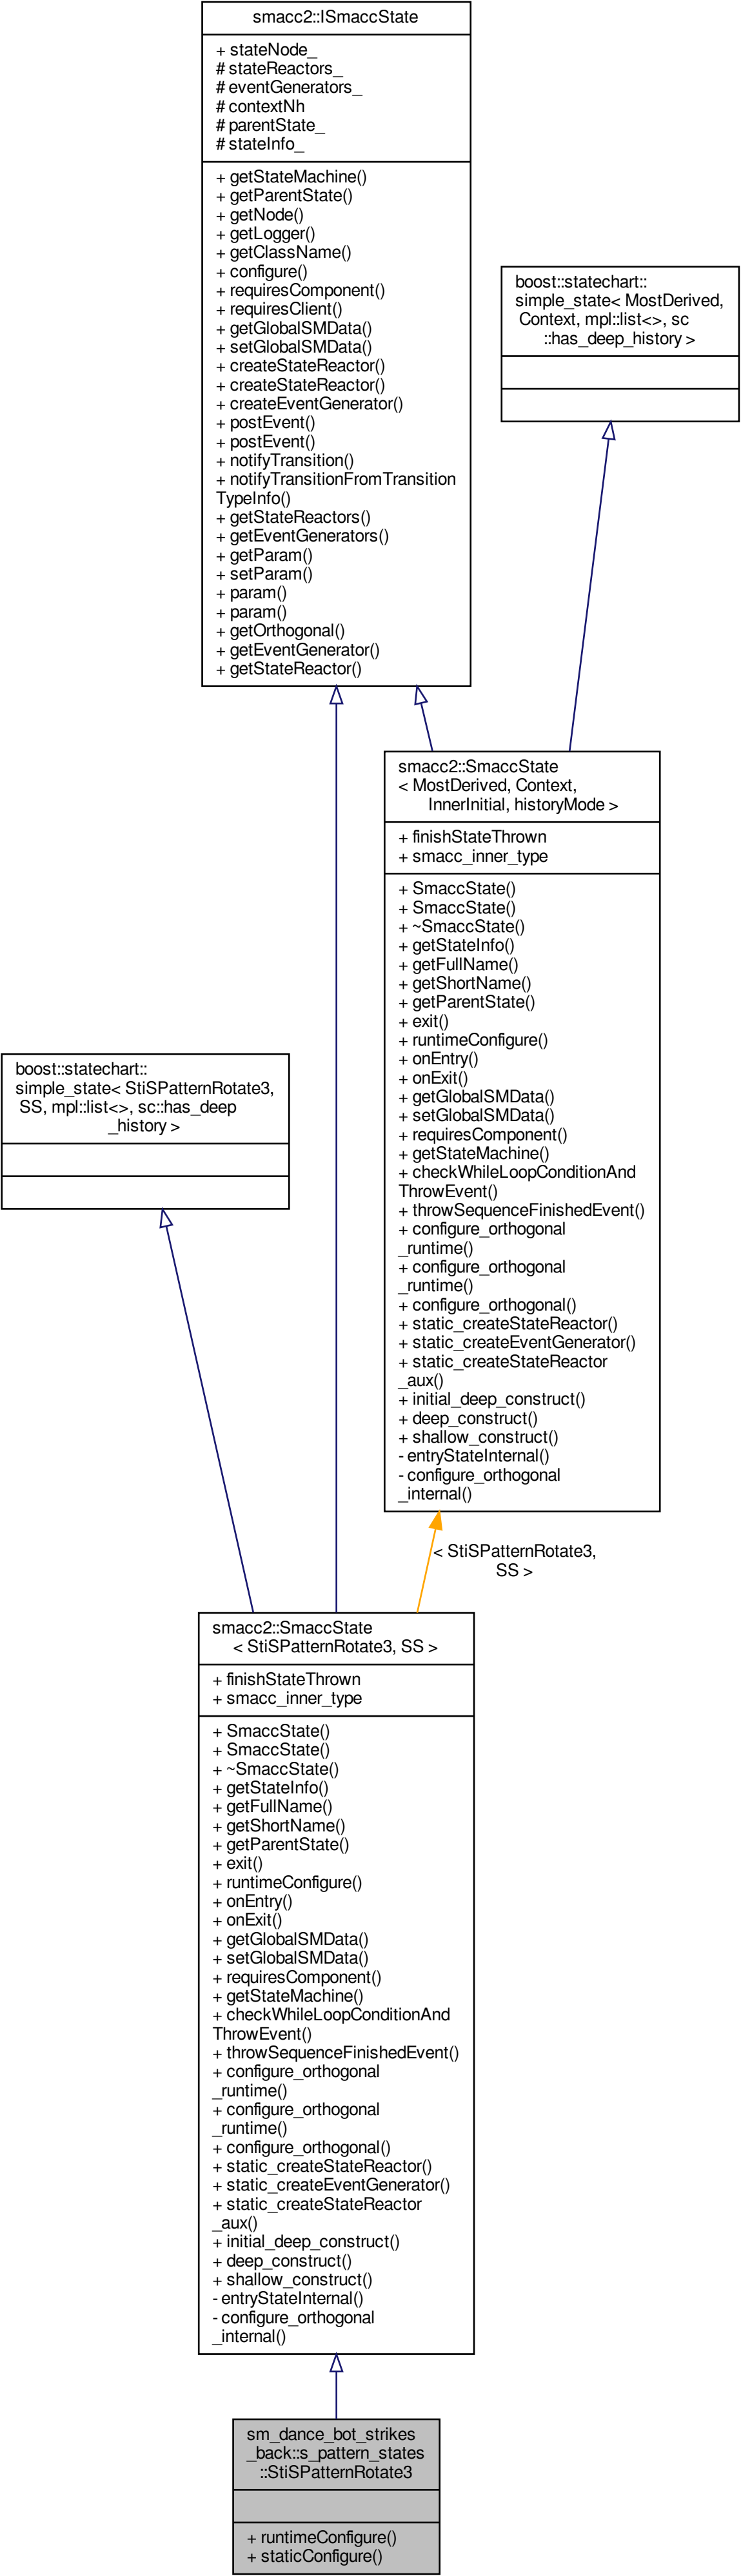 smacc2::ISmaccState
+ stateNode_
# stateReactors_
# eventGenerators_
# contextNh
# parentState_
# stateInfo_
+ getStateMachine()
+ getParentState()
+ getNode()
+ getLogger()
+ getClassName()
+ configure()
+ requiresComponent()
+ requiresClient()
+ getGlobalSMData()
+ setGlobalSMData()
+ createStateReactor()
+ createStateReactor()
+ createEventGenerator()
+ postEvent()
+ postEvent()
+ notifyTransition()
+ notifyTransitionFromTransition
TypeInfo()
+ getStateReactors()
+ getEventGenerators()
+ getParam()
+ setParam()
+ param()
+ param()
+ getOrthogonal()
+ getEventGenerator()
+ getStateReactor()
boost::statechart::
simple_state< MostDerived,
Context, mpl::list<>, sc
::has_deep_history >
smacc2::SmaccState
< MostDerived, Context,
InnerInitial, historyMode >
+ finishStateThrown
+ smacc_inner_type
+ SmaccState()
+ SmaccState()
+ ~SmaccState()
+ getStateInfo()
+ getFullName()
+ getShortName()
+ getParentState()
+ exit()
+ runtimeConfigure()
+ onEntry()
+ onExit()
+ getGlobalSMData()
+ setGlobalSMData()
+ requiresComponent()
+ getStateMachine()
+ checkWhileLoopConditionAnd
ThrowEvent()
+ throwSequenceFinishedEvent()
+ configure_orthogonal
_runtime()
+ configure_orthogonal
_runtime()
+ configure_orthogonal()
+ static_createStateReactor()
+ static_createEventGenerator()
+ static_createStateReactor
_aux()
+ initial_deep_construct()
+ deep_construct()
+ shallow_construct()
- entryStateInternal()
- configure_orthogonal
_internal()
boost::statechart::
simple_state< StiSPatternRotate3,
SS, mpl::list<>, sc::has_deep
_history >
< StiSPatternRotate3,
SS >
smacc2::SmaccState
< StiSPatternRotate3, SS >
+ finishStateThrown
+ smacc_inner_type
+ SmaccState()
+ SmaccState()
+ ~SmaccState()
+ getStateInfo()
+ getFullName()
+ getShortName()
+ getParentState()
+ exit()
+ runtimeConfigure()
+ onEntry()
+ onExit()
+ getGlobalSMData()
+ setGlobalSMData()
+ requiresComponent()
+ getStateMachine()
+ checkWhileLoopConditionAnd
ThrowEvent()
+ throwSequenceFinishedEvent()
+ configure_orthogonal
_runtime()
+ configure_orthogonal
_runtime()
+ configure_orthogonal()
+ static_createStateReactor()
+ static_createEventGenerator()
+ static_createStateReactor
_aux()
+ initial_deep_construct()
+ deep_construct()
+ shallow_construct()
- entryStateInternal()
- configure_orthogonal
_internal()
sm_dance_bot_strikes
_back::s_pattern_states
::StiSPatternRotate3
+ runtimeConfigure()
+ staticConfigure()